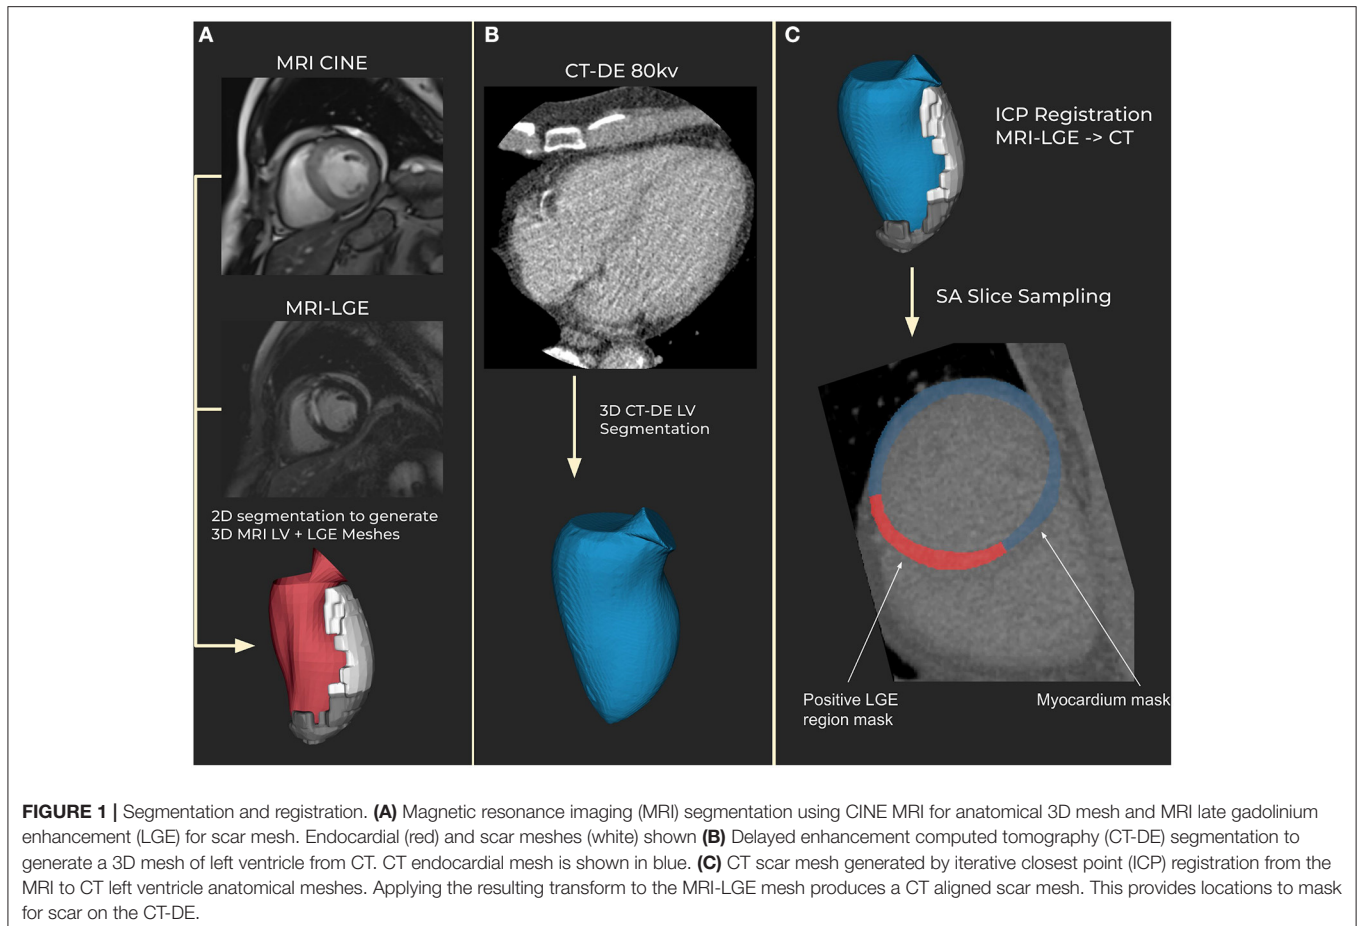 A
MRI CINE
MRI-LGE
2D segmentation to generate
3D MRI LV + LGE Meshes
B
CT-DE 80kv
3D CT-DE LV
Segmentation
C
ICP Registration
MRI-LGE -> CT
SA Slice Sampling
Positive LGE
region mask
Myocardium mask
FIGURE 1 | Segmentation and registration. (A) Magnetic resonance imaging (MRI) segmentation using CINE MRI for anatomical 3D mesh and MRI late gadolinium
enhancement (LGE) for scar mesh. Endocardial (red) and scar meshes (white) shown (B) Delayed enhancement computed tomography (CT-DE) segmentation to
generate a 3D mesh of left ventricle from CT. CT endocardial mesh is shown in blue. (C) CT scar mesh generated by iterative closest point (ICP) registration from the
MRI to CT left ventricle anatomical meshes. Applying the resulting transform to the MRI-LGE mesh produces a CT aligned scar mesh. This provides locations to mask
for scar on the CT-DE.